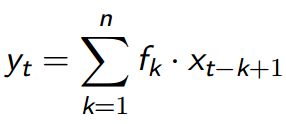 y_t = \sum_{k=1}^{n} f_k \cdot x_{t-k+1}